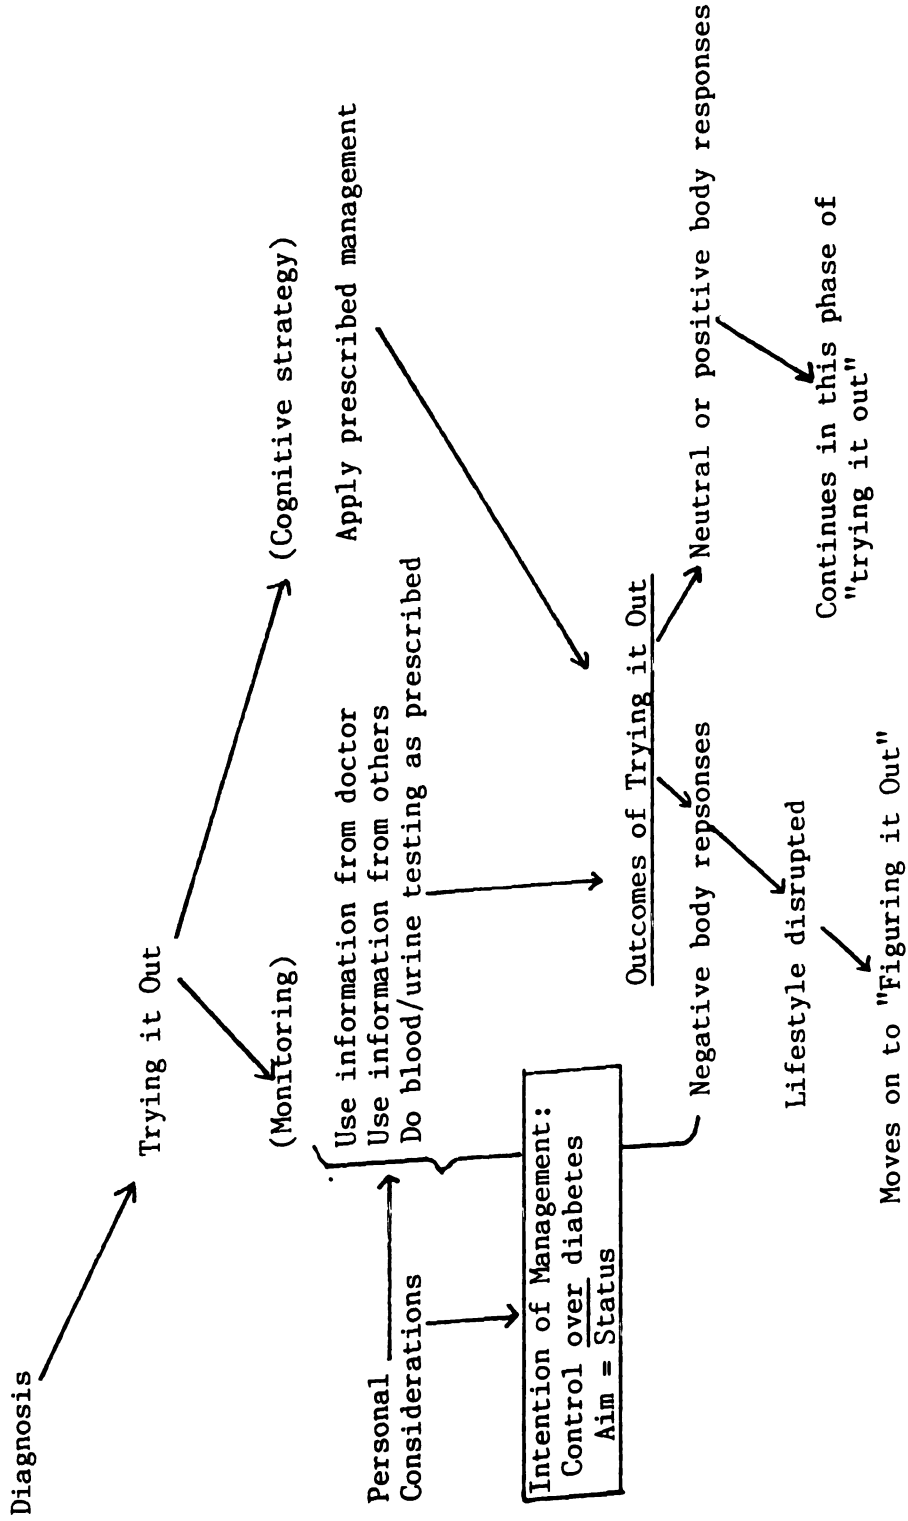 Diagnosis
Trying it Out
(Monitoring)
(Cognitive strategy)
Personal
Considerations
Use information from doctor
Use information from others
Do blood/urine testing as prescribed
Apply prescribed management
Intention of Management:
Control over diabetes
Aim = Status
Outcomes of Trying it Out
Negative body repsonses
Neutral or positive body responses
Lifestyle disrupted
Continues in this phase of
"trying it out"
Moves on to "Figuring it Out"